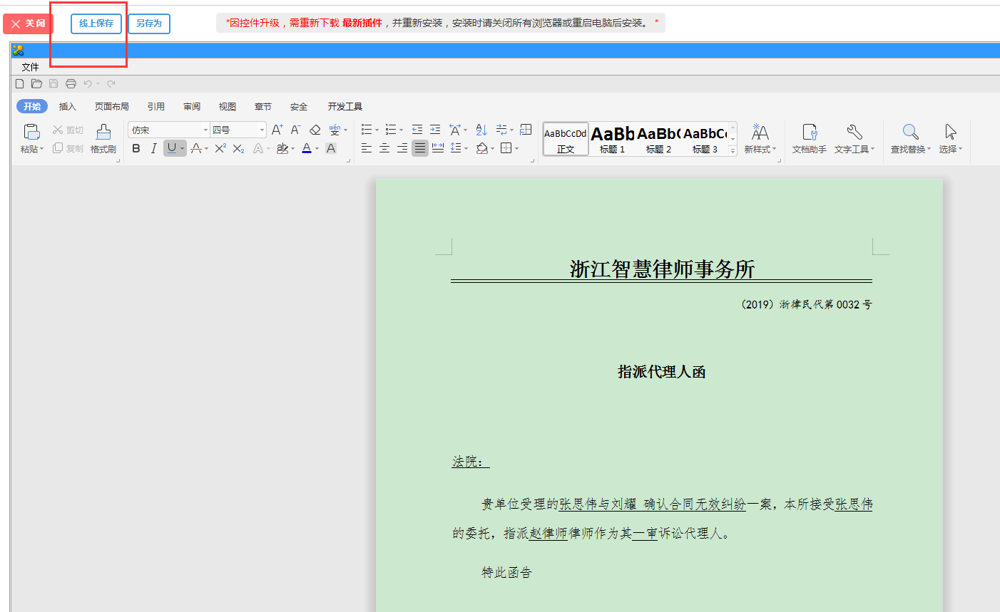 关闭 线上保存 另存为 *因控件升级，需重新下载 最新插件，并重新安装，安装时请关闭所有浏览器或重启电脑后安装。 *
文件
开始 插入 页面布局 引用 审阅 视图 章节 安全 开发工具
剪切 仿宋 四号 A+ A- wén AaBbCcDd AaBb AaBb( AaBbC
粘贴 复制 格式刷 B I U A X² X₂ A ab A A 正文 标题 1 标题 2 标题 3 新样式 文档助手 文字工具 查找替换 选择
浙江智慧律师事务所
（2019）浙律民代第 0032 号
指派代理人函
法院：
贵单位受理的张思伟与刘耀 确认合同无效纠纷一案，本所接受张思伟
的委托，指派赵律师律师作为其一审诉讼代理人。
特此函告